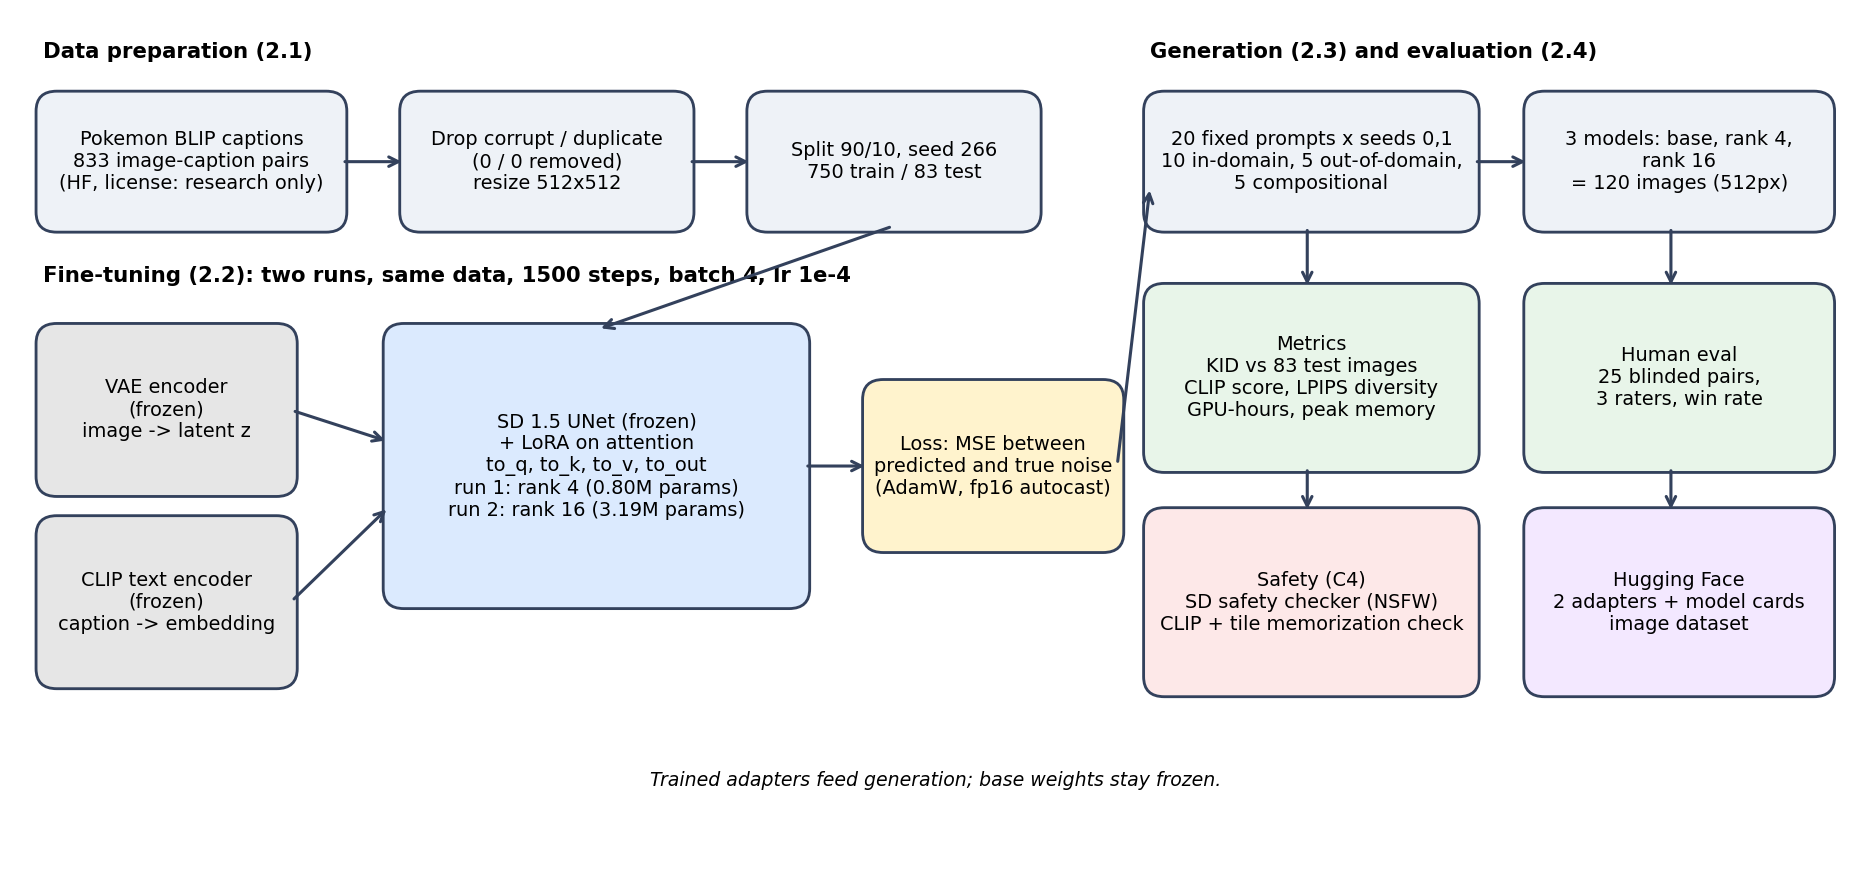 Data preparation (2.1)
Pokemon BLIP captions
833 image-caption pairs
(HF, license: research only)
Drop corrupt / duplicate
(0 / 0 removed)
resize 512x512
Split 90/10, seed 266
750 train / 83 test
Fine-tuning (2.2): two runs, same data, 1500 steps, batch 4, lr 1e-4
VAE encoder
(frozen)
image -> latent z
CLIP text encoder
(frozen)
caption -> embedding
SD 1.5 UNet (frozen)
+ LoRA on attention
to_q, to_k, to_v, to_out
run 1: rank 4 (0.80M params)
run 2: rank 16 (3.19M params)
Loss: MSE between
predicted and true noise
(AdamW, fp16 autocast)
Generation (2.3) and evaluation (2.4)
20 fixed prompts x seeds 0,1
10 in-domain, 5 out-of-domain,
5 compositional
3 models: base, rank 4,
rank 16
= 120 images (512px)
Metrics
KID vs 83 test images
CLIP score, LPIPS diversity
GPU-hours, peak memory
Human eval
25 blinded pairs,
3 raters, win rate
Safety (C4)
SD safety checker (NSFW)
CLIP + tile memorization check
Hugging Face
2 adapters + model cards
image dataset
Trained adapters feed generation; base weights stay frozen.